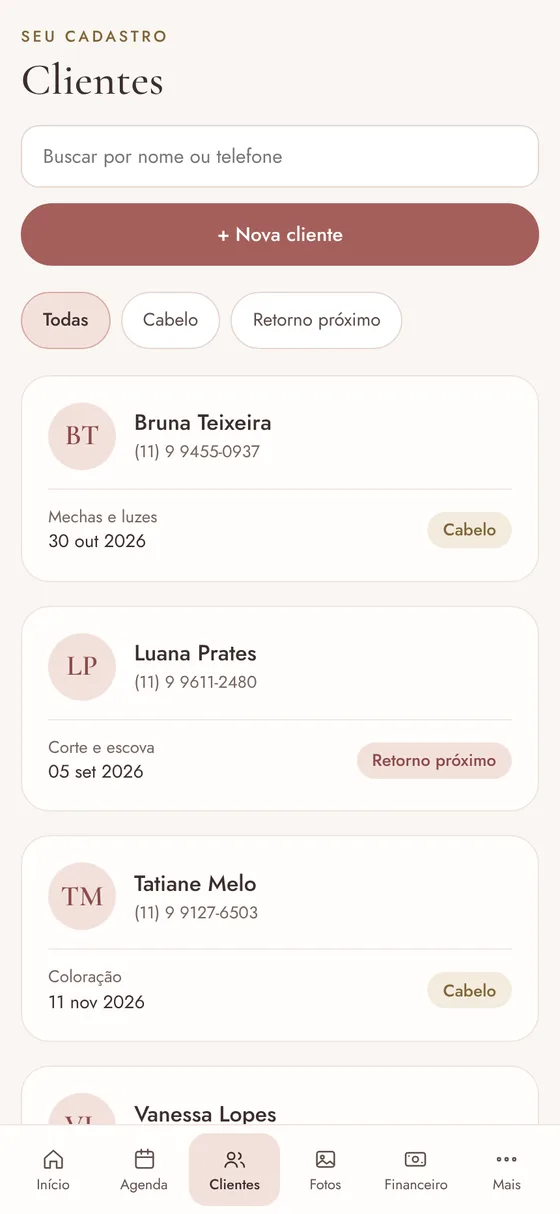 SEU CADASTRO
Clientes
Buscar por nome ou telefone
+ Nova cliente
Todas Cabelo Retorno próximo
BT
Bruna Teixeira
(11) 9 9455-0937
Mechas e luzes
30 out 2026
Cabelo
LP
Luana Prates
(11) 9 9611-2480
Corte e escova
05 set 2026
Retorno próximo
TM
Tatiane Melo
(11) 9 9127-6503
Coloração
11 nov 2026
Cabelo
VL
Vanessa Lopes
Início Agenda Clientes Fotos Financeiro Mais